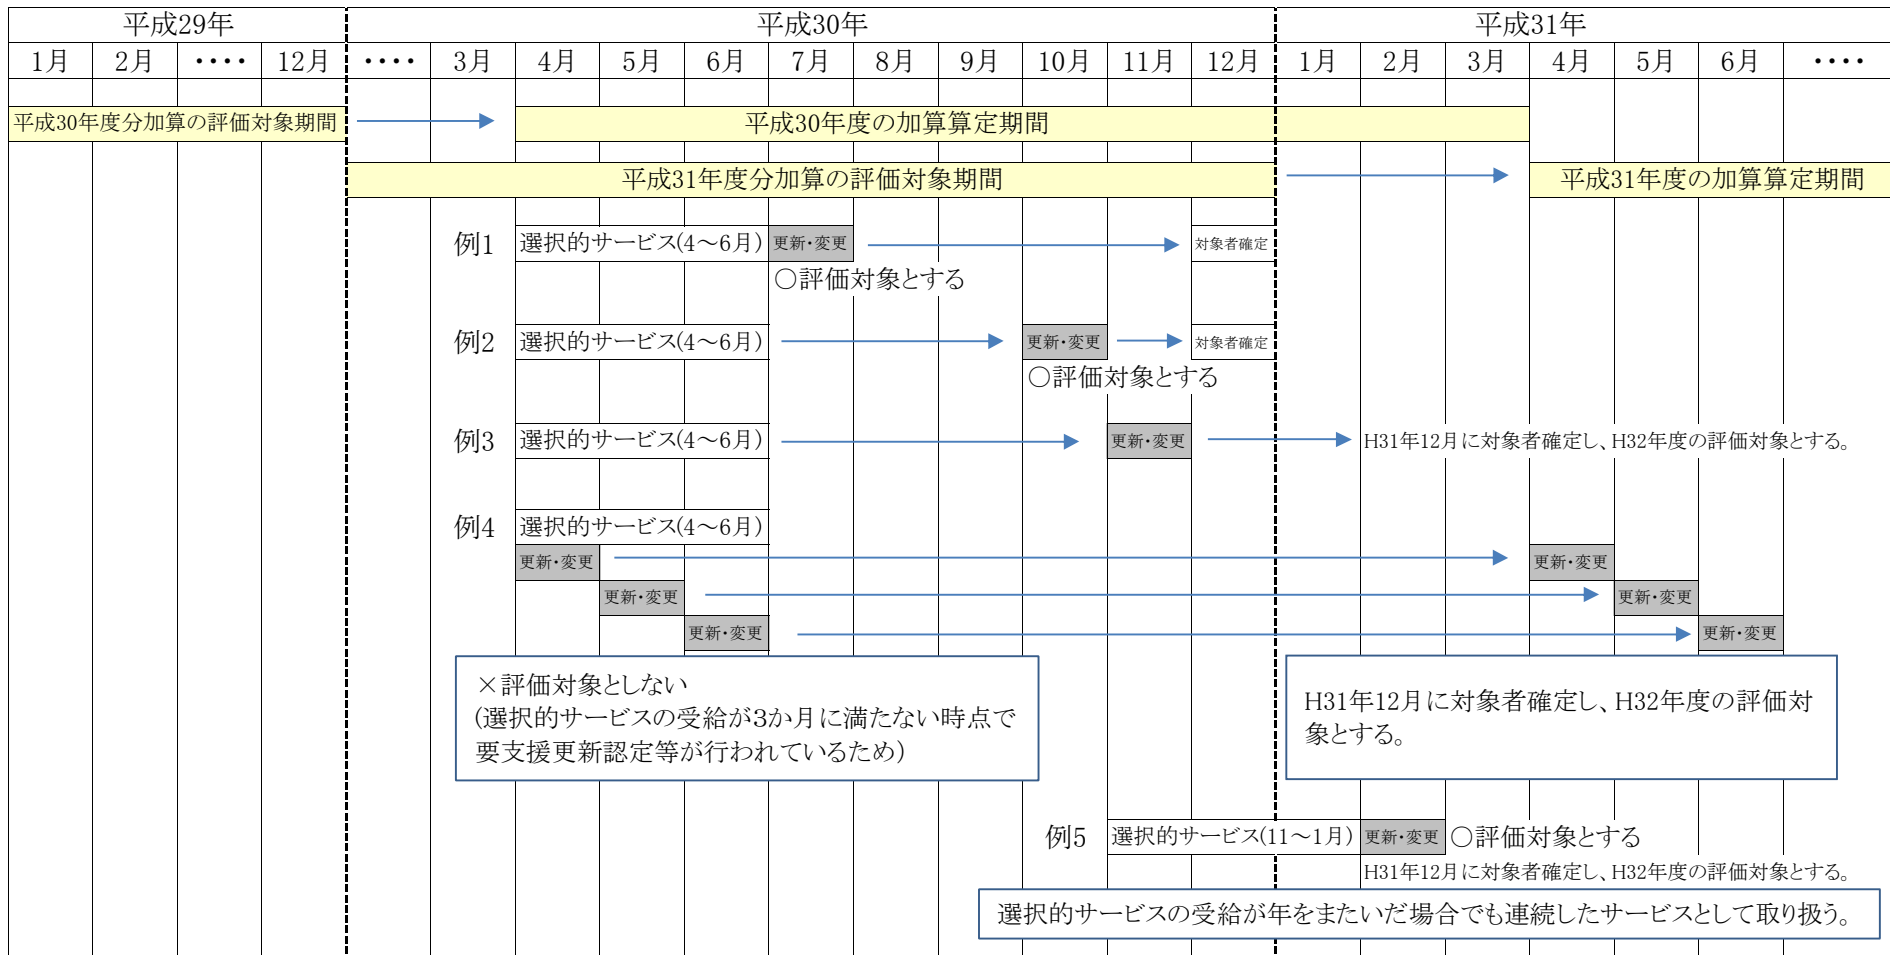 平成29年 平成30年 平成31年
1月 2月 ・・・・ 12月 ・・・・ 3月 4月 5月 6月 7月 8月 9月 10月 11月 12月 1月 2月 3月 4月 5月 6月 ・・・・
平成30年度分加算の評価対象期間 平成30年度の加算算定期間
平成31年度分加算の評価対象期間 平成31年度の加算算定期間
例1 選択的サービス(4～6月) 更新・変更 対象者確定
○評価対象とする
例2 選択的サービス(4～6月) 更新・変更 対象者確定
○評価対象とする
例3 選択的サービス(4～6月) 更新・変更 H31年12月に対象者確定し、H32年度の評価対象とする。
例4 選択的サービス(4～6月)
更新・変更 更新・変更
更新・変更 更新・変更
更新・変更 更新・変更
×評価対象としない
(選択的サービスの受給が3か月に満たない時点で
要支援更新認定等が行われているため)
H31年12月に対象者確定し、H32年度の評価対
象とする。
例5 選択的サービス(11～1月) 更新・変更 ○評価対象とする
H31年12月に対象者確定し、H32年度の評価対象とする。
選択的サービスの受給が年をまたいだ場合でも連続したサービスとして取り扱う。